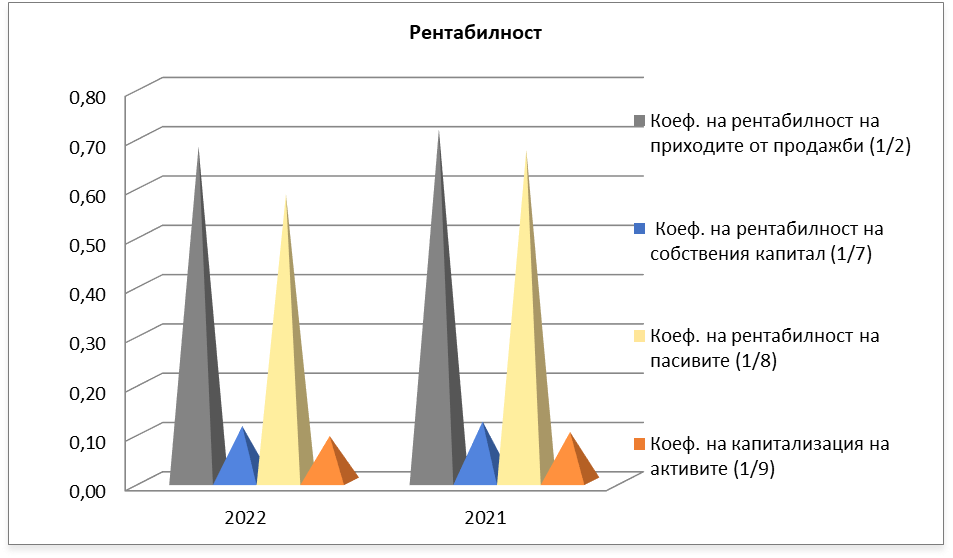 Рентабилност
0,80
0,70
0,60
0,50
0,40
0,30
0,20
0,10
0,00
2022
2021
Коеф. на рентабилност на
приходите от продажби (1/2)
Коеф. на рентабилност на
собствения капитал (1/7)
Коеф. на рентабилност на
пасивите (1/8)
Коеф. на капитализация на
активите (1/9)